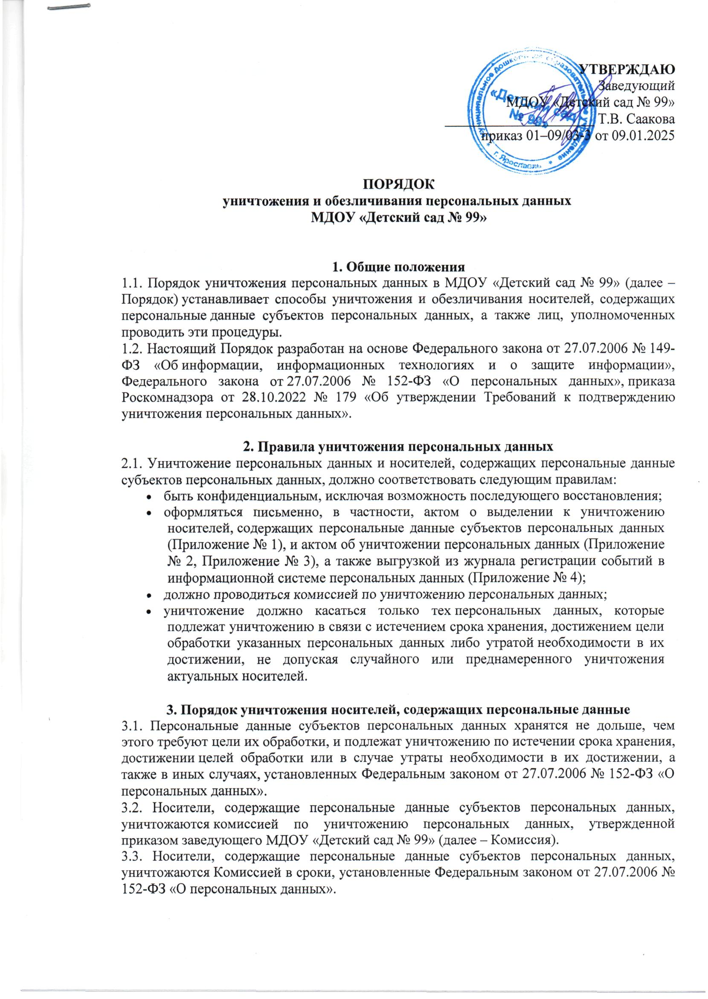 УТВЕРЖДАЮ
Заведующий
МДОУ «Детский сад № 99»
Т.В. Саакова
приказ 01–09/03-3 от 09.01.2025
муниципальное дошкольное образовательное учреждение
«Детский сад
№ 99»
* г. Ярославль *
ПОРЯДОК
уничтожения и обезличивания персональных данных
МДОУ «Детский сад № 99»
1. Общие положения
1.1. Порядок уничтожения персональных данных в МДОУ «Детский сад № 99» (далее –
Порядок) устанавливает способы уничтожения и обезличивания носителей, содержащих
персональные данные субъектов персональных данных, а также лиц, уполномоченных
проводить эти процедуры.
1.2. Настоящий Порядок разработан на основе Федерального закона от 27.07.2006 № 149-
ФЗ «Об информации, информационных технологиях и о защите информации»,
Федерального закона от 27.07.2006 № 152-ФЗ «О персональных данных», приказа
Роскомнадзора от 28.10.2022 № 179 «Об утверждении Требований к подтверждению
уничтожения персональных данных».
2. Правила уничтожения персональных данных
2.1. Уничтожение персональных данных и носителей, содержащих персональные данные
субъектов персональных данных, должно соответствовать следующим правилам:
• быть конфиденциальным, исключая возможность последующего восстановления;
• оформляться письменно, в частности, актом о выделении к уничтожению
носителей, содержащих персональные данные субъектов персональных данных
(Приложение № 1), и актом об уничтожении персональных данных (Приложение
№ 2, Приложение № 3), а также выгрузкой из журнала регистрации событий в
информационной системе персональных данных (Приложение № 4);
• должно проводиться комиссией по уничтожению персональных данных;
• уничтожение должно касаться только тех персональных данных, которые
подлежат уничтожению в связи с истечением срока хранения, достижением цели
обработки указанных персональных данных либо утратой необходимости в их
достижении, не допуская случайного или преднамеренного уничтожения
актуальных носителей.
3. Порядок уничтожения носителей, содержащих персональные данные
3.1. Персональные данные субъектов персональных данных хранятся не дольше, чем
этого требуют цели их обработки, и подлежат уничтожению по истечении срока хранения,
достижении целей обработки или в случае утраты необходимости в их достижении, а
также в иных случаях, установленных Федеральным законом от 27.07.2006 № 152-ФЗ «О
персональных данных».
3.2. Носители, содержащие персональные данные субъектов персональных данных,
уничтожаются комиссией по уничтожению персональных данных, утвержденной
приказом заведующего МДОУ «Детский сад № 99» (далее – Комиссия).
3.3. Носители, содержащие персональные данные субъектов персональных данных,
уничтожаются Комиссией в сроки, установленные Федеральным законом от 27.07.2006 №
152-ФЗ «О персональных данных».